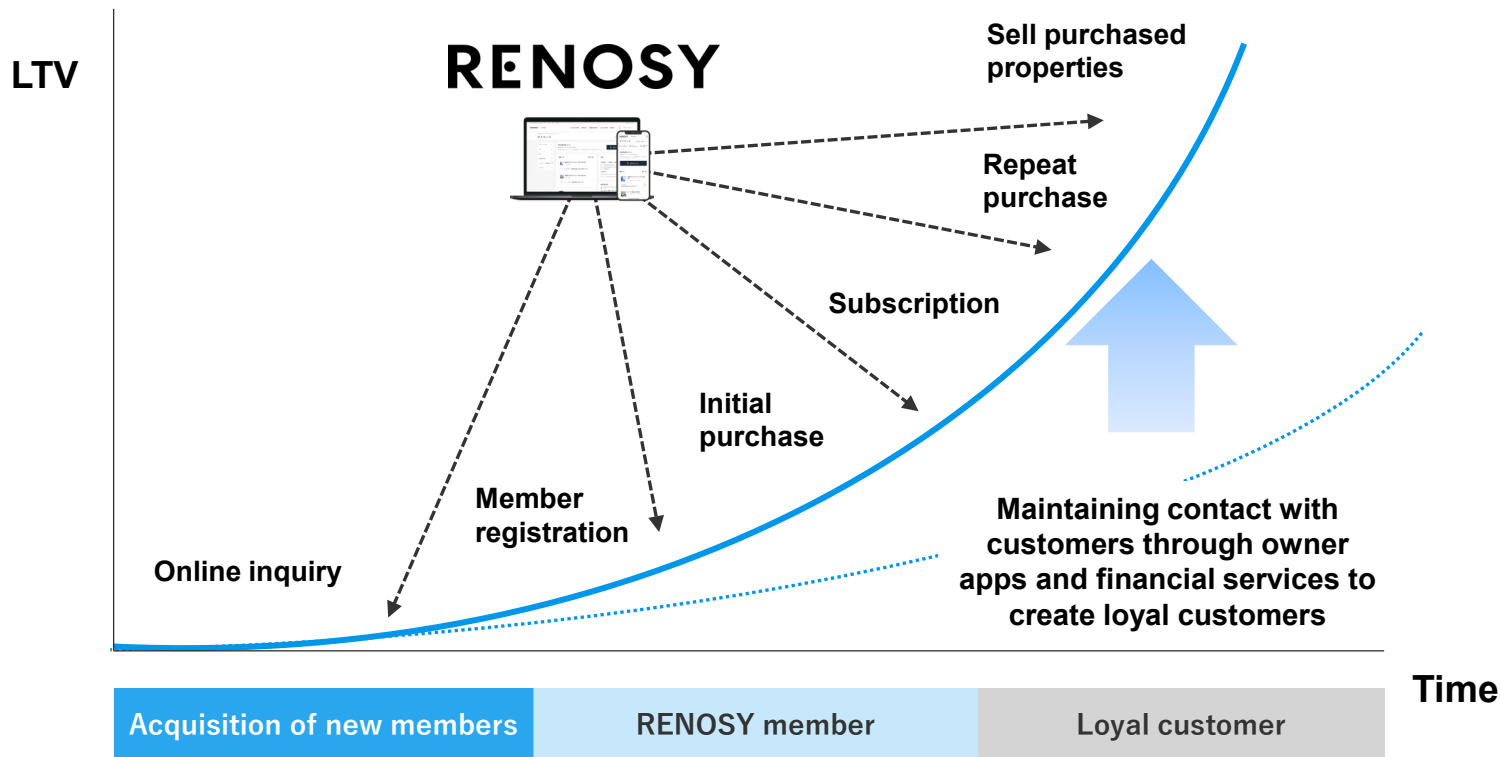 LTV
RENOSY
Sell purchased
properties
Repeat
purchase
Subscription
Initial
purchase
Member
registration
Online inquiry
Maintaining contact with
customers through owner
apps and financial services to
create loyal customers
Time
Acquisition of new members
RENOSY member
Loyal customer